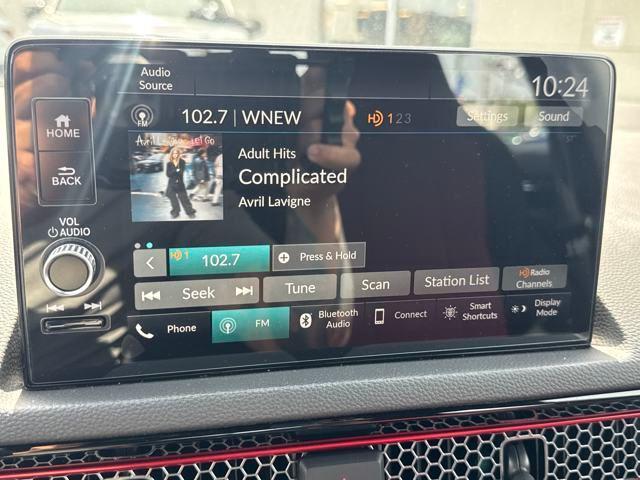 Audio
Source
10:24
FM
102.7 | WNEW
HD 1 2 3
Settings
Sound
HOME
BACK
VOL
AUDIO
Avril Lavigne Let Go
Adult Hits
Complicated
Avril Lavigne
HD 1
102.7
Press & Hold
Seek
Tune
Scan
Station List
HD Radio
Channels
Phone
FM
Bluetooth
Audio
Connect
Smart
Shortcuts
Display
Mode